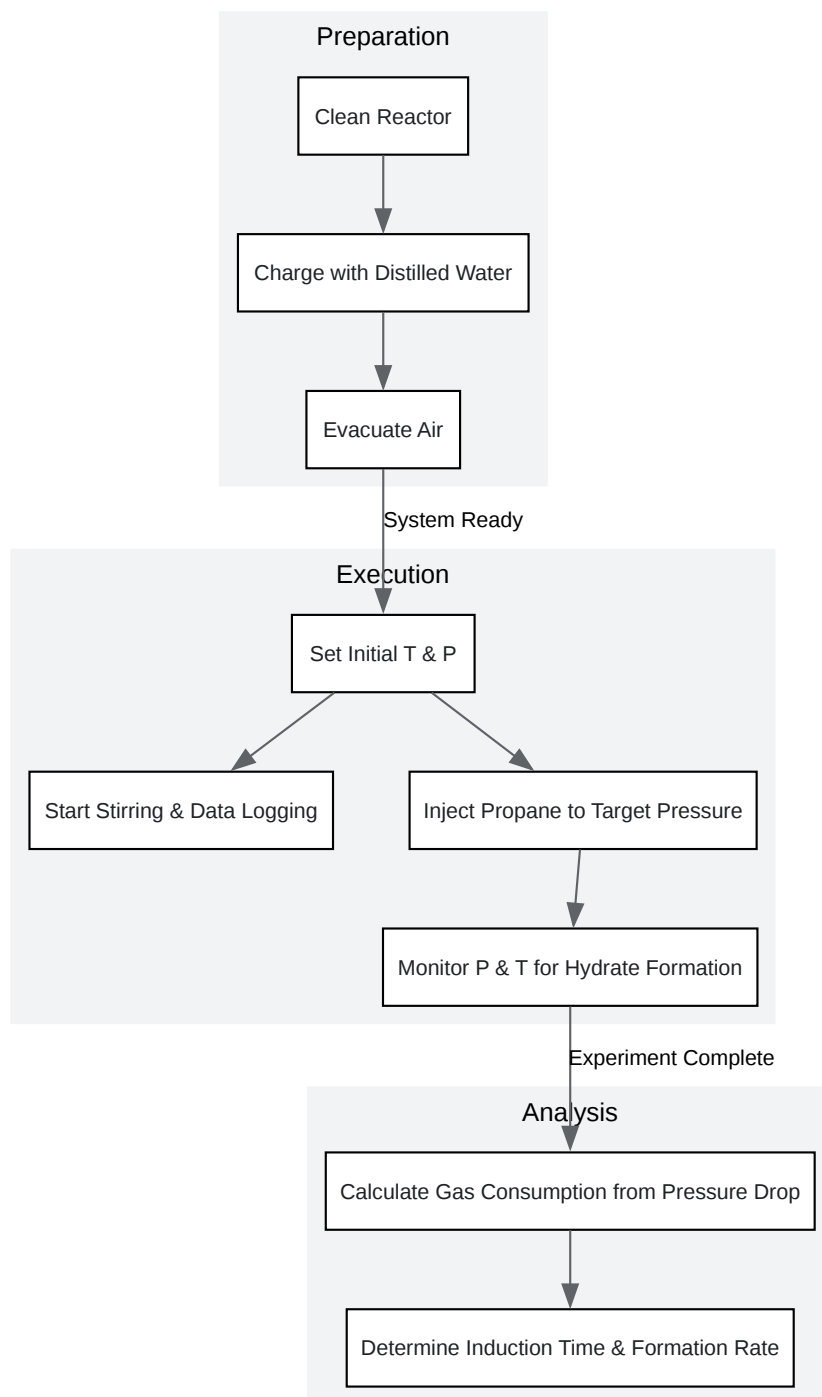 Preparation
Clean Reactor
Charge with Distilled Water
Evacuate Air
System Ready
Execution
Set Initial T & P
Start Stirring & Data Logging
Inject Propane to Target Pressure
Monitor P & T for Hydrate Formation
Experiment Complete
Analysis
Calculate Gas Consumption from Pressure Drop
Determine Induction Time & Formation Rate